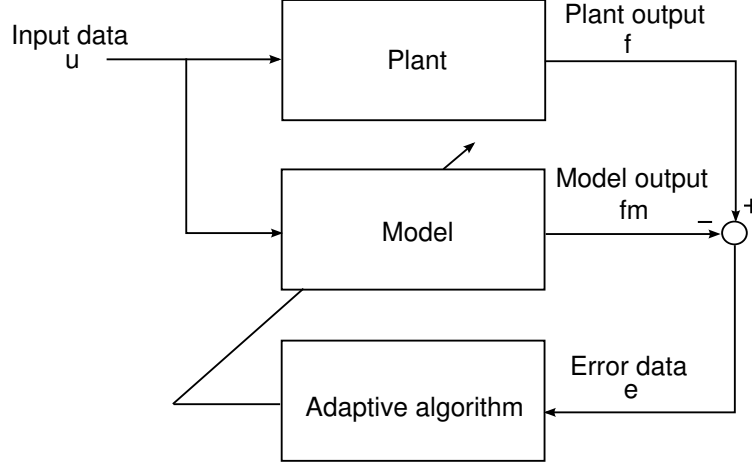 Input data
u
Plant
Plant output
f
Model
Model output
fm
–
+
Adaptive algorithm
Error data
e